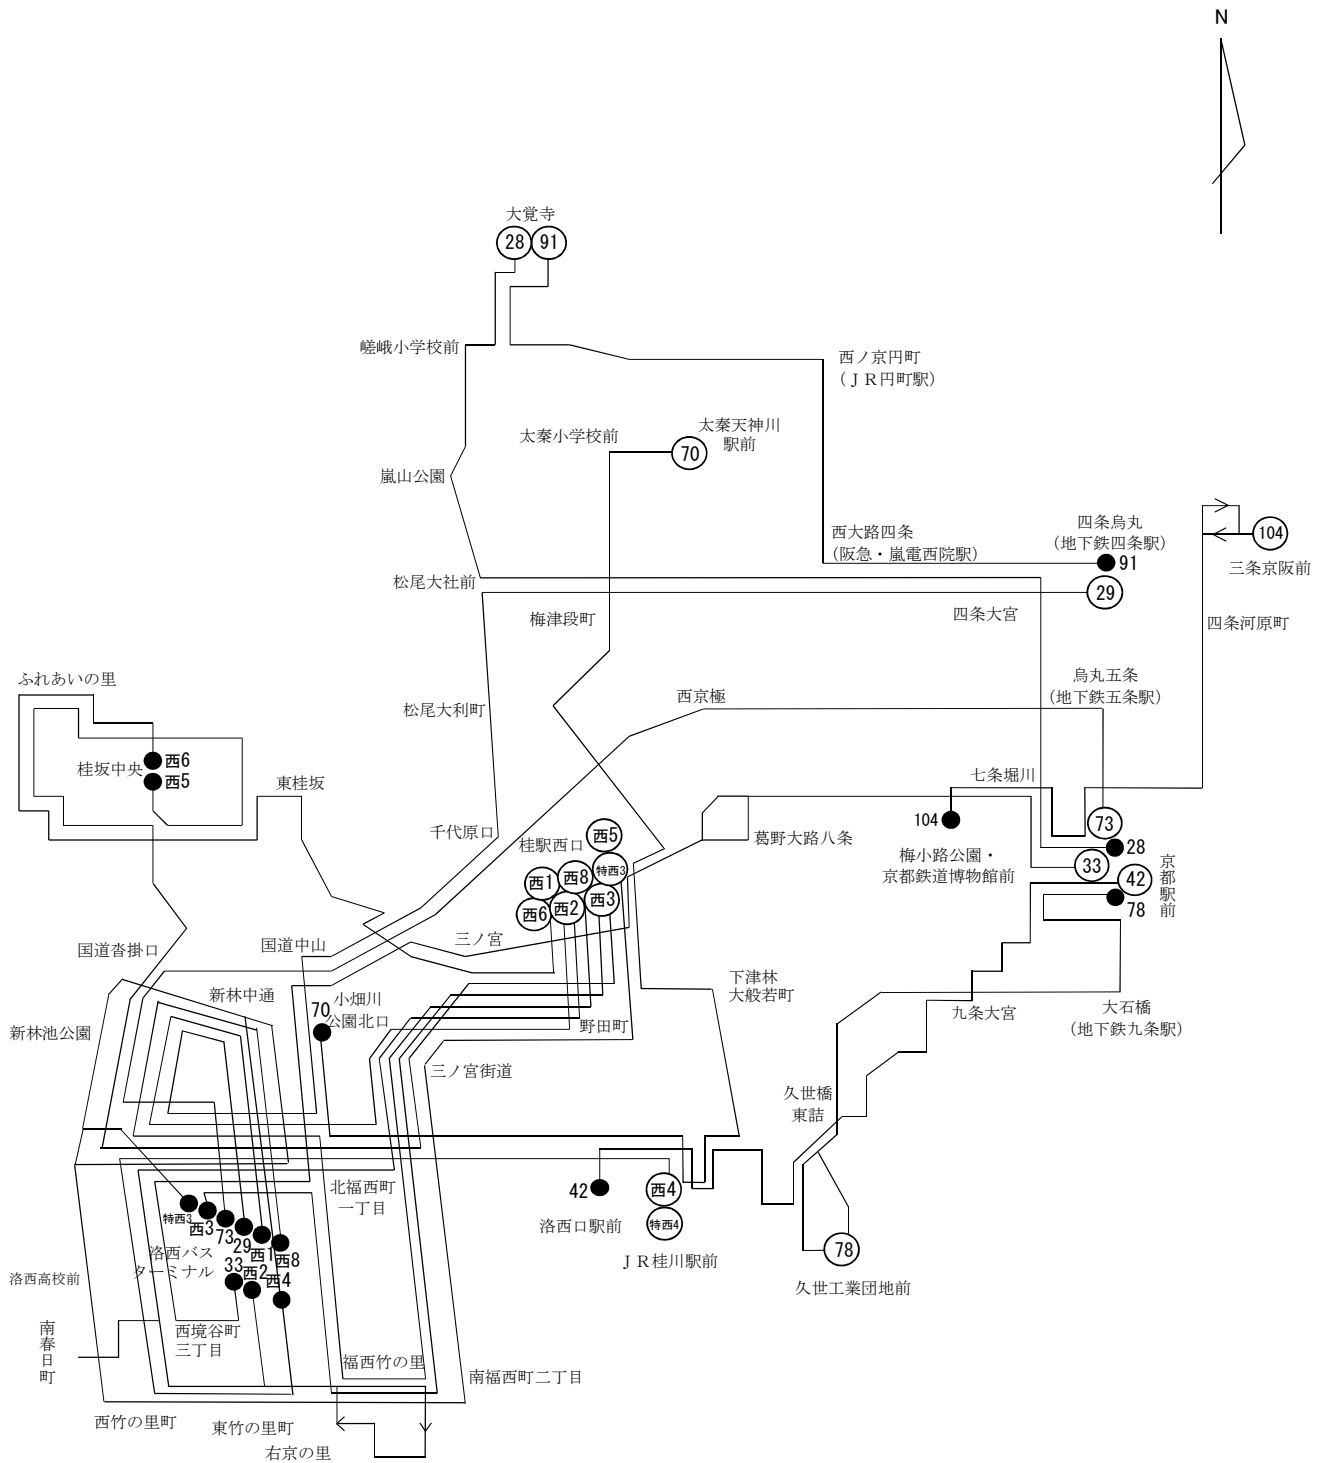 N
大覚寺
28
91
嵯峨小学校前
西ノ京円町
(JR円町駅)
太秦小学校前
太秦天神川
駅前
70
嵐山公園
西大路四条
(阪急・嵐電西院駅)
四条烏丸
(地下鉄四条駅)
91
104
三条京阪前
松尾大社前
29
梅津段町
四条大宮
四条河原町
ふれあいの里
松尾大利町
西京極
烏丸五条
(地下鉄五条駅)
桂坂中央
西6
西5
東桂坂
七条堀川
千代原口
桂駅西口
西5
葛野大路八条
104
73
28
梅小路公園・
京都鉄道博物館前
33
京都駅前
西1
西8
特西3
西6
西2
西3
42
78
国道沓掛口
国道中山
三ノ宮
新林中通
70
小畑川
公園北口
下津林
大般若町
新林池公園
野田町
九条大宮
大石橋
(地下鉄九条駅)
三ノ宮街道
久世橋
東詰
北福西町
一丁目
42
西4
特西3
西3
73
29
西1
西8
洛西口駅前
特西4
洛西バス
ターミナル
33
西2
西4
JR桂川駅前
78
洛西高校前
久世工業団地前
南春日町
西境谷町
三丁目
福西竹の里
南福西町二丁目
西竹の里町
東竹の里町
右京の里